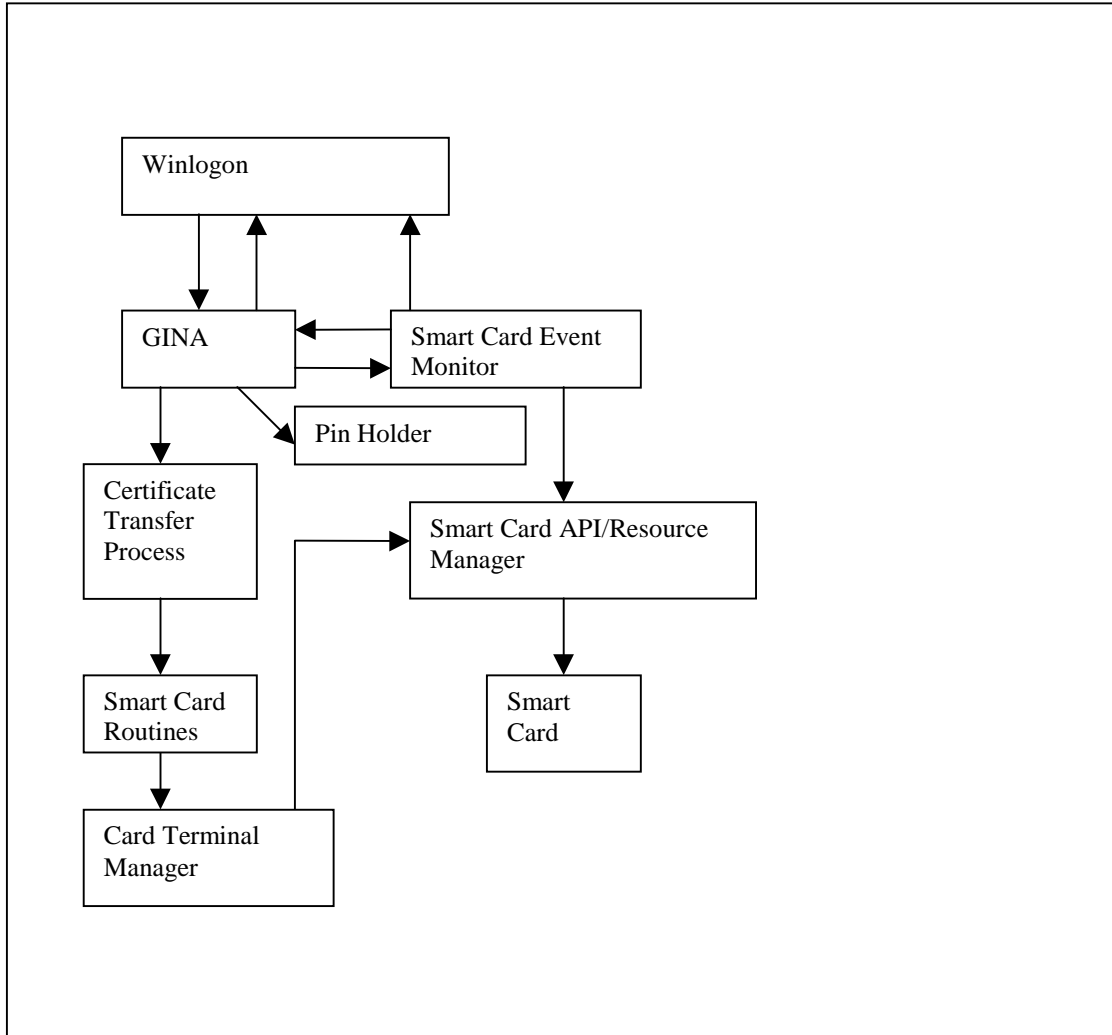 Winlogon
GINA
Smart Card Event
Monitor
Pin Holder
Certificate
Transfer
Process
Smart Card API/Resource
Manager
Smart Card
Routines
Smart
Card
Card Terminal
Manager